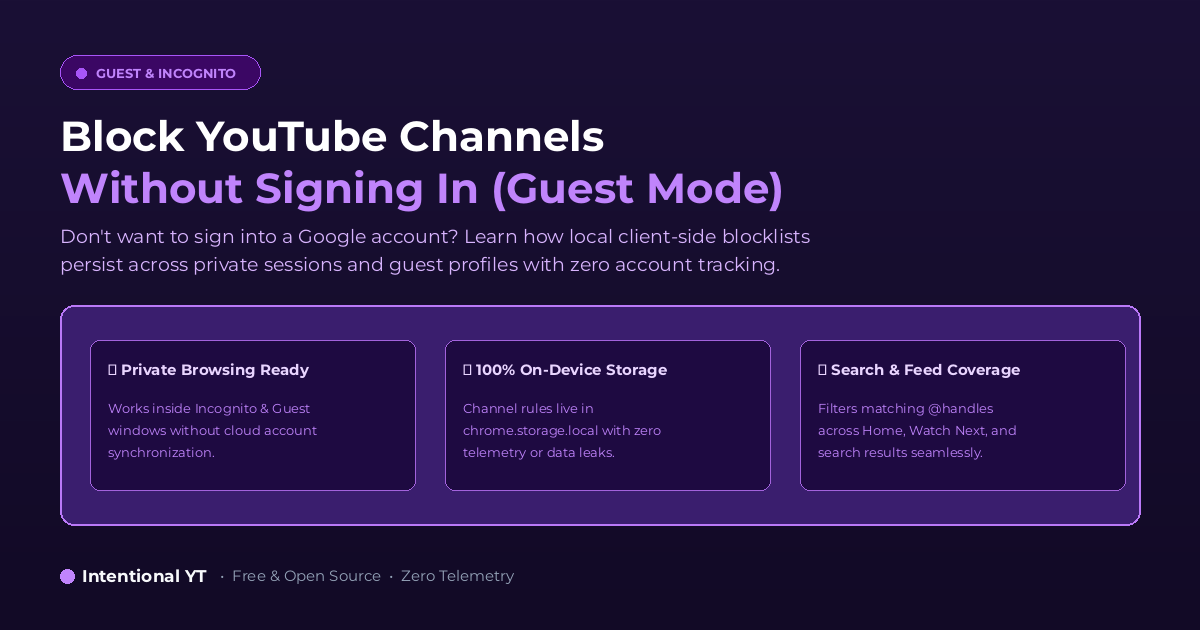 GUEST & INCOGNITO
Block YouTube Channels
Without Signing In (Guest Mode)
Don't want to sign into a Google account? Learn how local client-side blocklists
persist across private sessions and guest profiles with zero account tracking.
Private Browsing Ready
Works inside Incognito & Guest
windows without cloud account
synchronization.
100% On-Device Storage
Channel rules live in
chrome.storage.local with zero
telemetry or data leaks.
Search & Feed Coverage
Filters matching @handles
across Home, Watch Next, and
search results seamlessly.
Intentional YT · Free & Open Source · Zero Telemetry